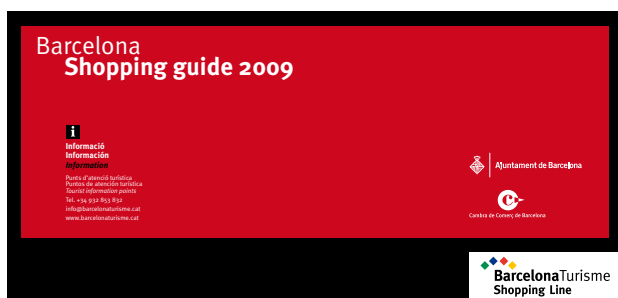 Barcelona
Shopping guide 2009
i
Informació
Información
Information
Punts d'atenció turística
Puntos de atención turística
Tourist information points
Tel. +34 932 853 832
info@barcelonaturisme.cat
www.barcelonaturisme.cat
Ajuntament de Barcelona
Cambra de Comerç de Barcelona
BarcelonaTurisme
Shopping Line